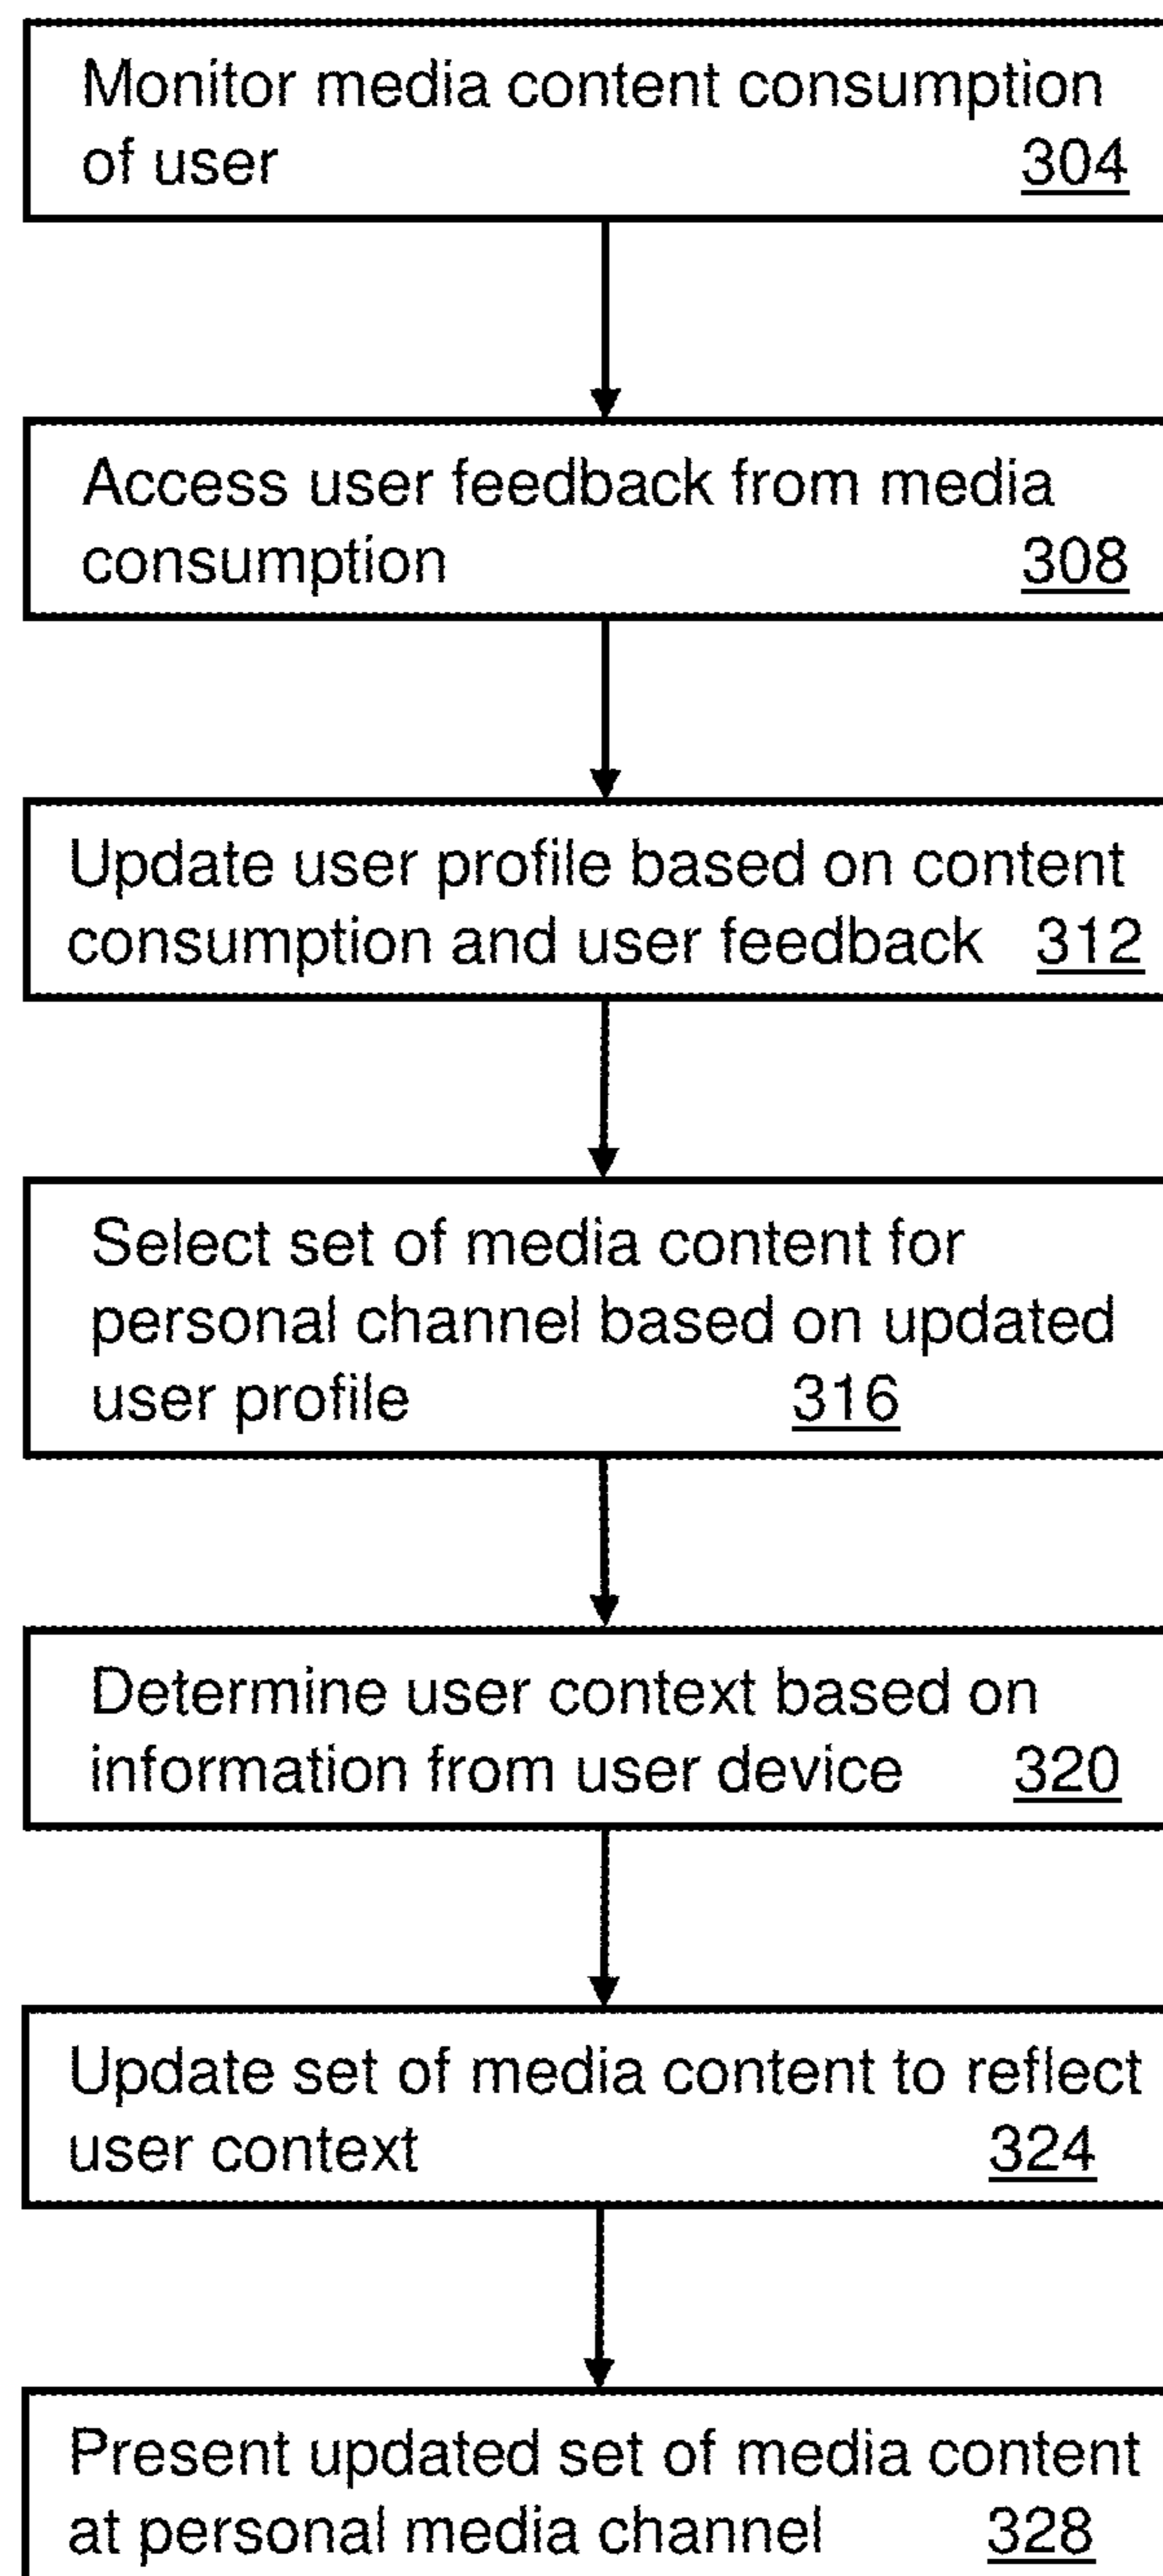 Monitor media content consumption
of user 304
Access user feedback from media
consumption 308
Update user profile based on content
consumption and user feedback 312
Select set of media content for
personal channel based on updated
user profile 316
Determine user context based on
information from user device 320
Update set of media content to reflect
user context 324
Present updated set of media content
at personal media channel 328